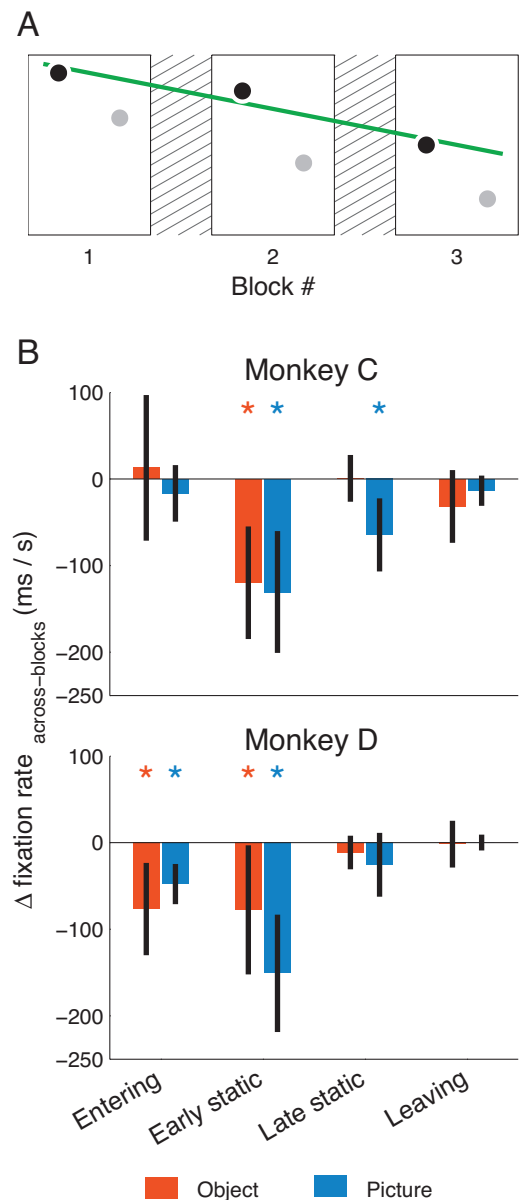 A
1 2 3
Block #
B
Monkey C
* * *
100
0
−100
−200
−250
Monkey D
* * * *
100
0
−100
−200
−250
Δ fixation rate across−blocks (ms / s)
Entering Early static Late static Leaving
Object Picture